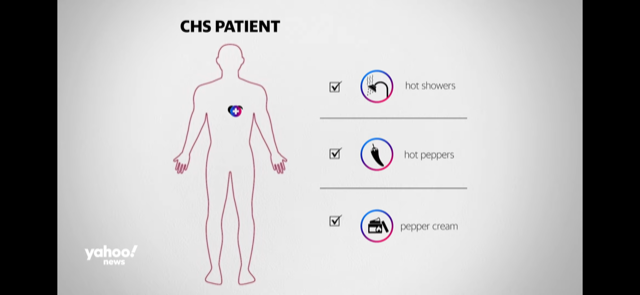 CHS PATIENT
hot showers
hot peppers
pepper cream
yahoo!
news